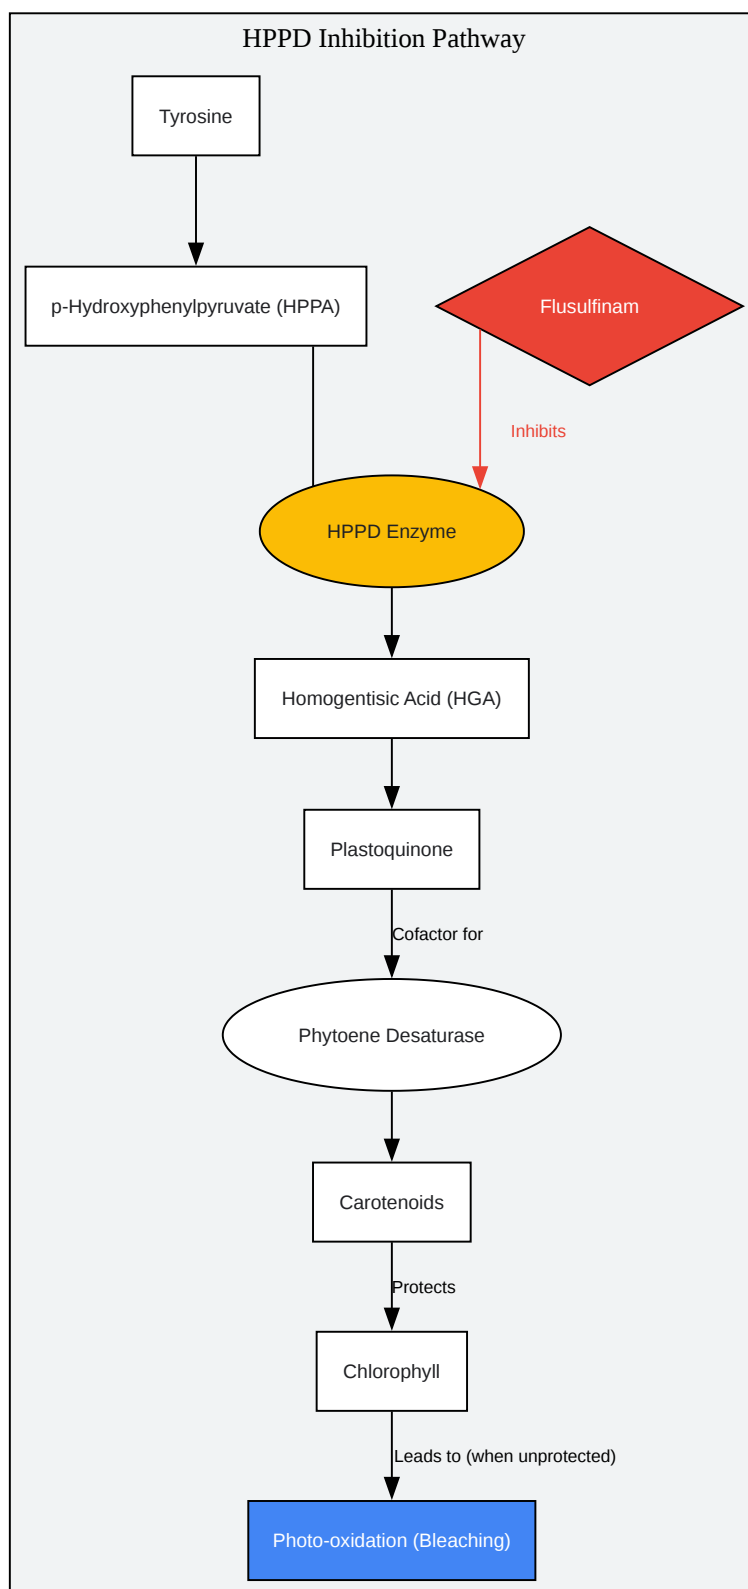 HPPD Inhibition Pathway
Tyrosine
p-Hydroxyphenylpyruvate (HPPA)
Flusulfinam
Inhibits
HPPD Enzyme
Homogentisic Acid (HGA)
Plastoquinone
Cofactor for
Phytoene Desaturase
Carotenoids
Protects
Chlorophyll
Leads to (when unprotected)
Photo-oxidation (Bleaching)